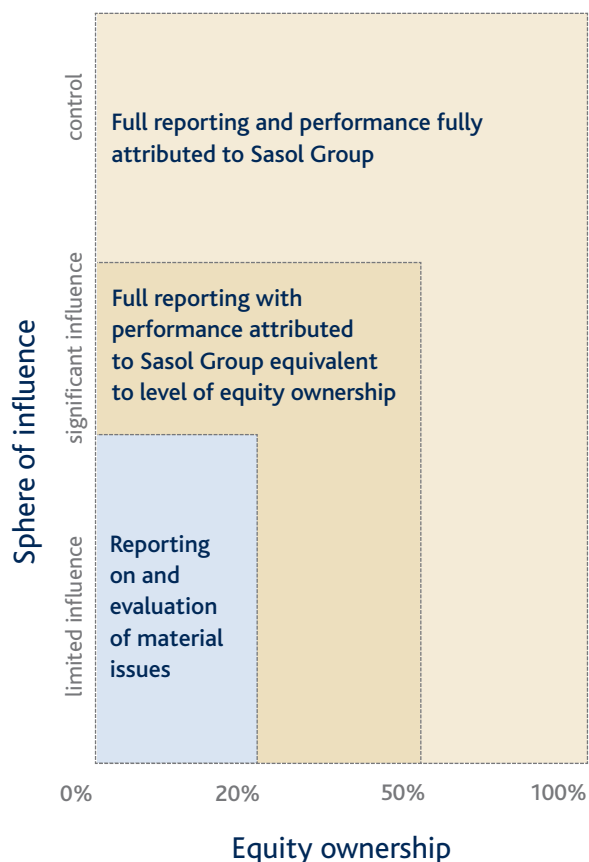 control
Full reporting and performance fully
attributed to Sasol Group
significant influence
Full reporting with
performance attributed
to Sasol Group equivalent
to level of equity ownership
Sphere of influence
limited influence
Reporting
on and
evaluation
of material
issues
0%
20%
50%
100%
Equity ownership